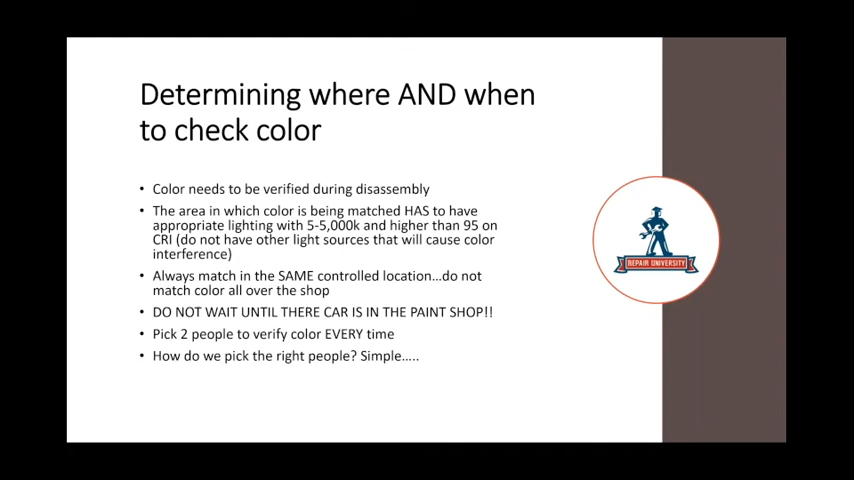 Determining where AND when
to check color
• Color needs to be verified during disassembly
• The area in which color is being matched HAS to have
appropriate lighting with 5-5,000k and higher than 95 on
CRI (do not have other light sources that will cause color
interference)
• Always match in the SAME controlled location...do not
match color all over the shop
• DO NOT WAIT UNTIL THERE CAR IS IN THE PAINT SHOP!!
• Pick 2 people to verify color EVERY time
• How do we pick the right people? Simple.....
REPAIR UNIVERSITY